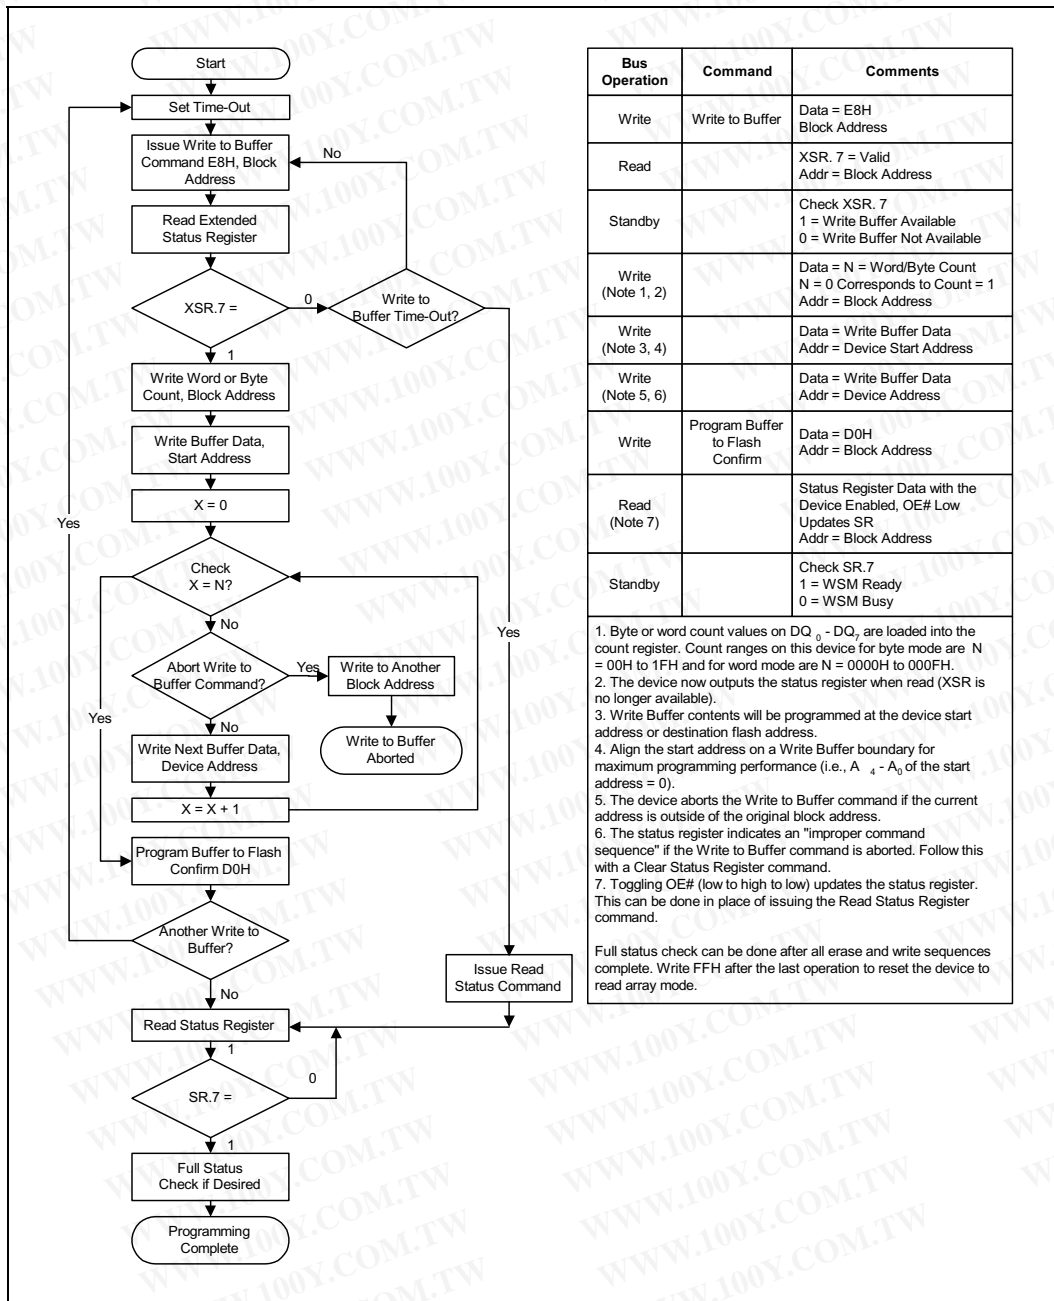 Start
Set Time-Out
Issue Write to Buffer
Command E8H, Block
Address
No
Read Extended
Status Register
XSR.7 =
0
Write to
Buffer Time-Out?
1
Write Word or Byte
Count, Block Address
Write Buffer Data,
Start Address
X = 0
Yes
Check
X = N?
No
Yes
Abort Write to
Buffer Command?
Yes
Write to Another
Block Address
Yes
No
Write to Buffer
Aborted
Write Next Buffer Data,
Device Address
X = X + 1
Program Buffer to Flash
Confirm D0H
Another Write to
Buffer?
No
Issue Read
Status Command
Read Status Register
1
SR.7 =
0
1
Full Status
Check if Desired
Programming
Complete
Bus
Operation
Command
Comments
Write
Write to Buffer
Data = E8H
Block Address
Read
XSR. 7 = Valid
Addr = Block Address
Standby
Check XSR. 7
1 = Write Buffer Available
0 = Write Buffer Not Available
Write
(Note 1, 2)
Data = N = Word/Byte Count
N = 0 Corresponds to Count = 1
Addr = Block Address
Write
(Note 3, 4)
Data = Write Buffer Data
Addr = Device Start Address
Write
(Note 5, 6)
Data = Write Buffer Data
Addr = Device Address
Write
Program Buffer
to Flash
Confirm
Data = D0H
Addr = Block Address
Read
(Note 7)
Status Register Data with the
Device Enabled, OE# Low
Updates SR
Addr = Block Address
Standby
Check SR.7
1 = WSM Ready
0 = WSM Busy
1. Byte or word count values on DQ 0 - DQ7 are loaded into the
count register. Count ranges on this device for byte mode are N
= 00H to 1FH and for word mode are N = 0000H to 000FH.
2. The device now outputs the status register when read (XSR is
no longer available).
3. Write Buffer contents will be programmed at the device start
address or destination flash address.
4. Align the start address on a Write Buffer boundary for
maximum programming performance (i.e., A 4 - A0 of the start
address = 0).
5. The device aborts the Write to Buffer command if the current
address is outside of the original block address.
6. The status register indicates an "improper command
sequence" if the Write to Buffer command is aborted. Follow this
with a Clear Status Register command.
7. Toggling OE# (low to high to low) updates the status register.
This can be done in place of issuing the Read Status Register
command.
Full status check can be done after all erase and write sequences
complete. Write FFH after the last operation to reset the device to
read array mode.
WWW.100Y.COM.TW